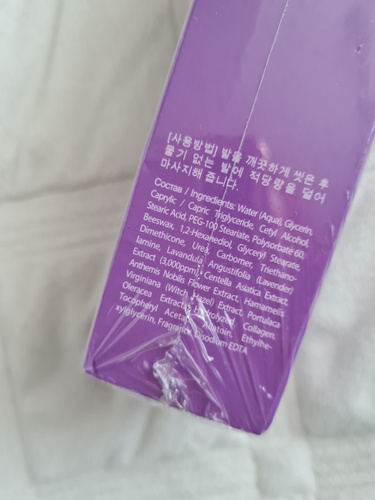 [사용방법] 발을 깨끗하게 씻은 후
물기 없는 발에 적당량을 덜어
마사지해 줍니다.
Состав / Ingredients: Water (Aqua), Glycerin,
Caprylic / Capric Triglyceride, Cetyl Alcohol,
Stearic Acid, PEG-100 Stearate, Polysorbate 60,
Beeswax, 1,2-Hexanediol, Glyceryl Stearate,
Dimethicone, Urea, Carbomer, Triethano-
lamine, Lavandula Angustifolia (Lavender)
Extract (3,000ppm), Centella Asiatica Extract,
Anthemis Nobilis Flower Extract, Hamamelis
Virginiana (Witch Hazel) Extract, Portulaca
Oleracea Extract, Hydrolyzed Collagen,
Tocopheryl Acetate, Allantoin, Ethylhe-
xylglycerin, Fragrance, Disodium EDTA